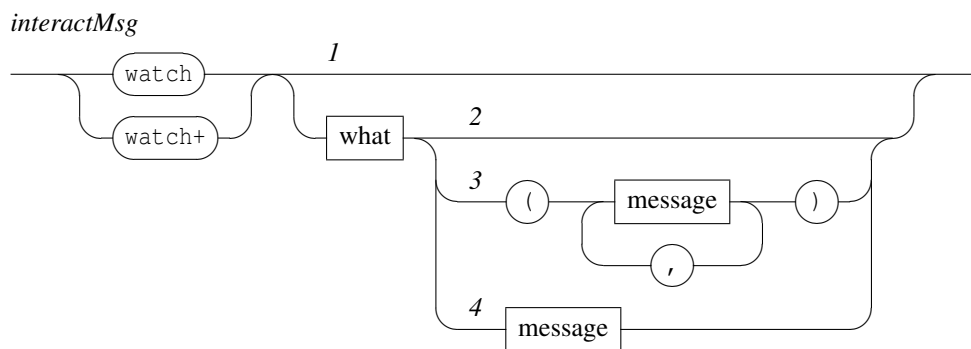 interactMsg
1
watch
watch+
2
what
3
( message )
,
4
message